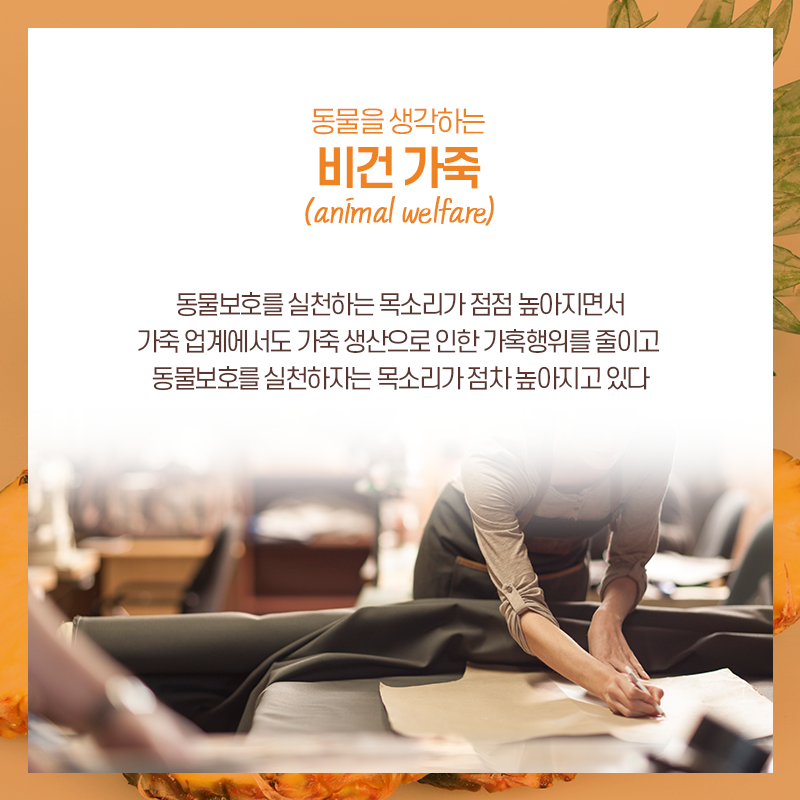 동물을 생각하는
비건 가죽
(animal welfare)
동물보호를 실천하는 목소리가 점점 높아지면서
가죽 업계에서도 가죽 생산으로 인한 가혹행위를 줄이고
동물보호를 실천하자는 목소리가 점차 높아지고 있다